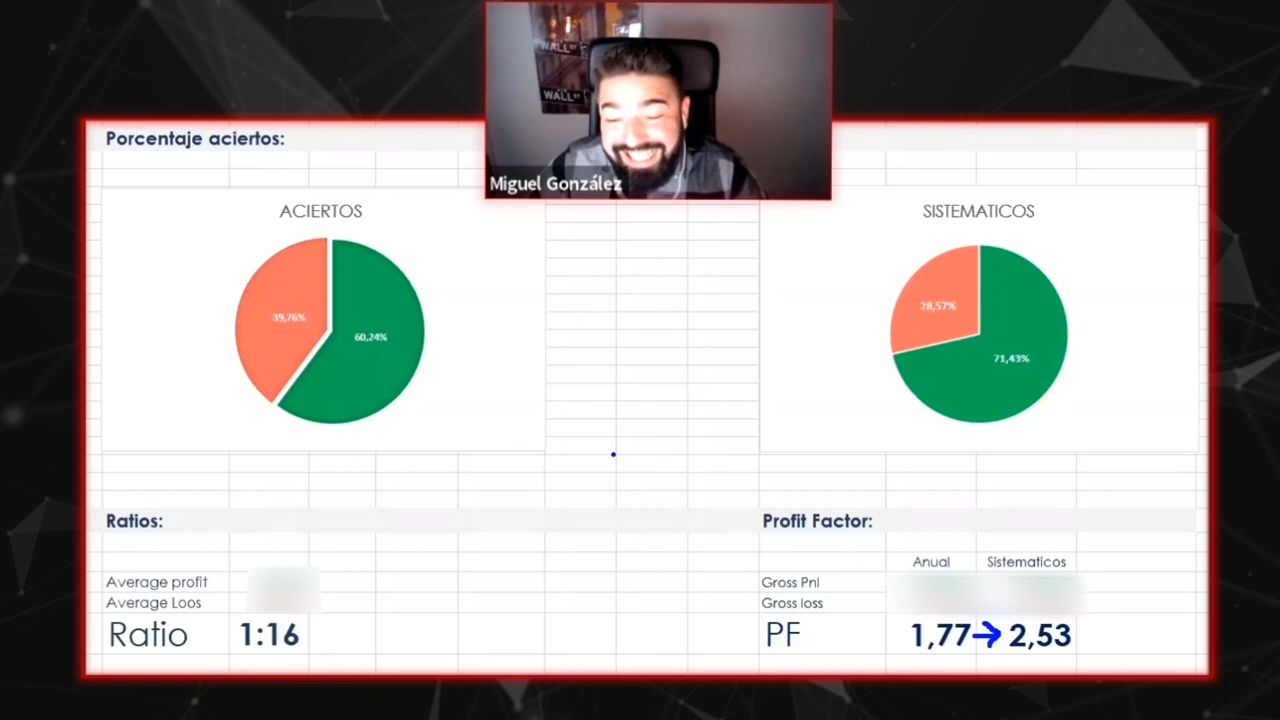 WALL ST
WALL ST
Miguel González
Porcentaje aciertos:
ACIERTOS
39,76%
60,24%
SISTEMATICOS
28,57%
71,43%
Ratios:
Average profit
Average Loos
Ratio 1:16
Profit Factor:
Anual Sistematicos
Gross Pnl
Gross loss
PF 1,77 → 2,53